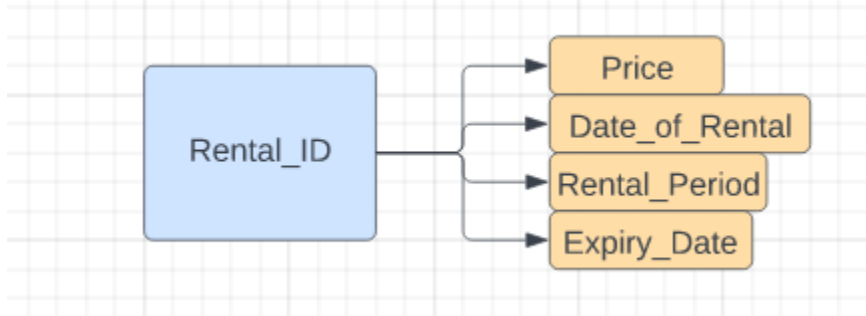 Rental_ID
Price
Date_of_Rental
Rental_Period
Expiry_Date